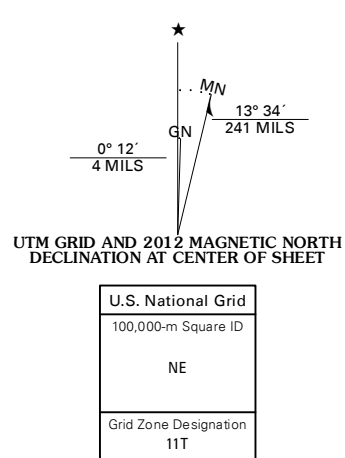 MN
13° 34´
241 MILS
GN
0° 12´
4 MILS
UTM GRID AND 2012 MAGNETIC NORTH
DECLINATION AT CENTER OF SHEET
U.S. National Grid
100,000-m Square ID
NE
Grid Zone Designation
11T